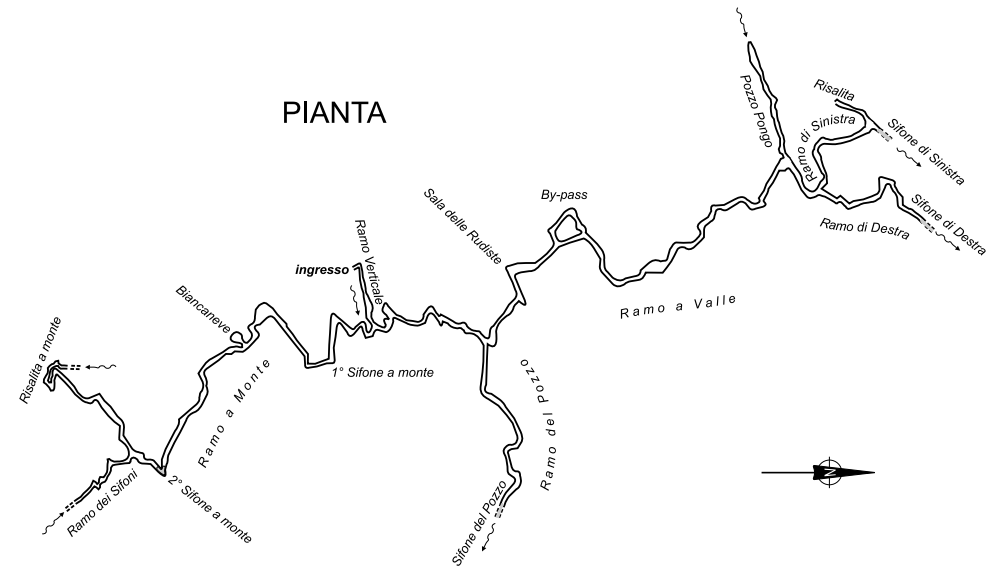 PIANTA
Pozzo Pongo
Risalita
Ramo di Sinistra
Sifone di Sinistra
Sifone di Destra
Ramo di Destra
By-pass
Sala delle Rudiste
Ramo a Valle
Ramo Verticale
ingresso
Biancaneve
1° Sifone a monte
Ramo a Monte
Risalita a monte
Ramo dei Sifoni
2° Sifone a monte
Ramo del Pozzo
Sifone del Pozzo
N